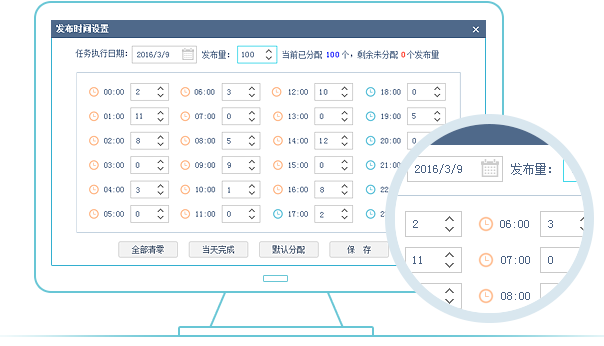 发布时间设置
任务执行日期: 2016/3/9 发布量: 100 当前已分配 100 个，剩余未分配 0个发布量
00:00 2 06:00 3 12:00 10 18:00 0
01:00 11 07:00 0 13:00 0 19:00 5
02:00 8 08:00 5 14:00 12 20:00
03:00 0 09:00 9 15:00 0 21:00
04:00 3 10:00 1 16:00 8
05:00 0 11:00 0 17:00 2
全部清零 当天完成 默认分配 保 存
2016/3/9 发布量:
2 06:00 3
11 07:00 0
08:00